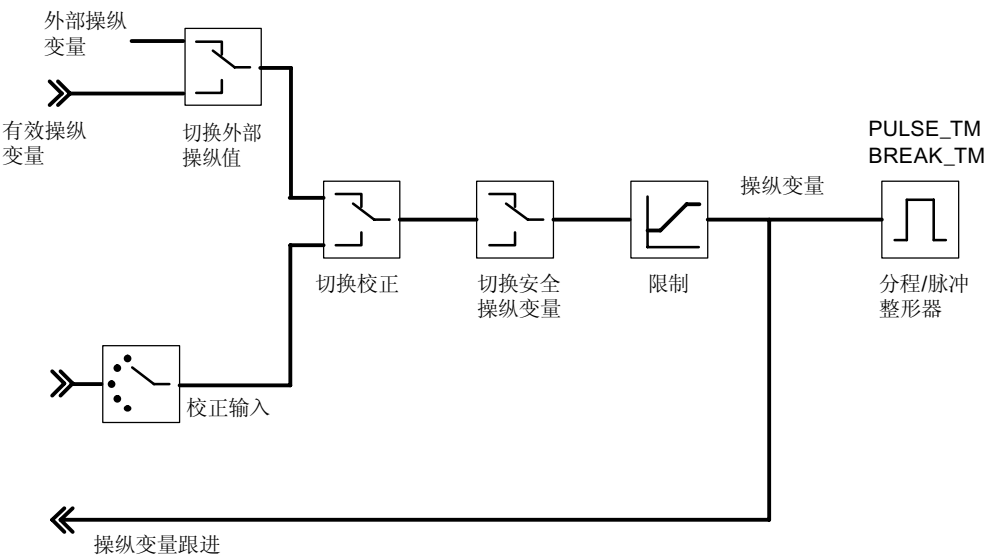 外部操纵
变量
有效操纵
变量
切换外部
操纵值
PULSE_TM
BREAK_TM
操纵变量
切换校正
切换安全
操纵变量
限制
分程/脉冲
整形器
校正输入
操纵变量跟进